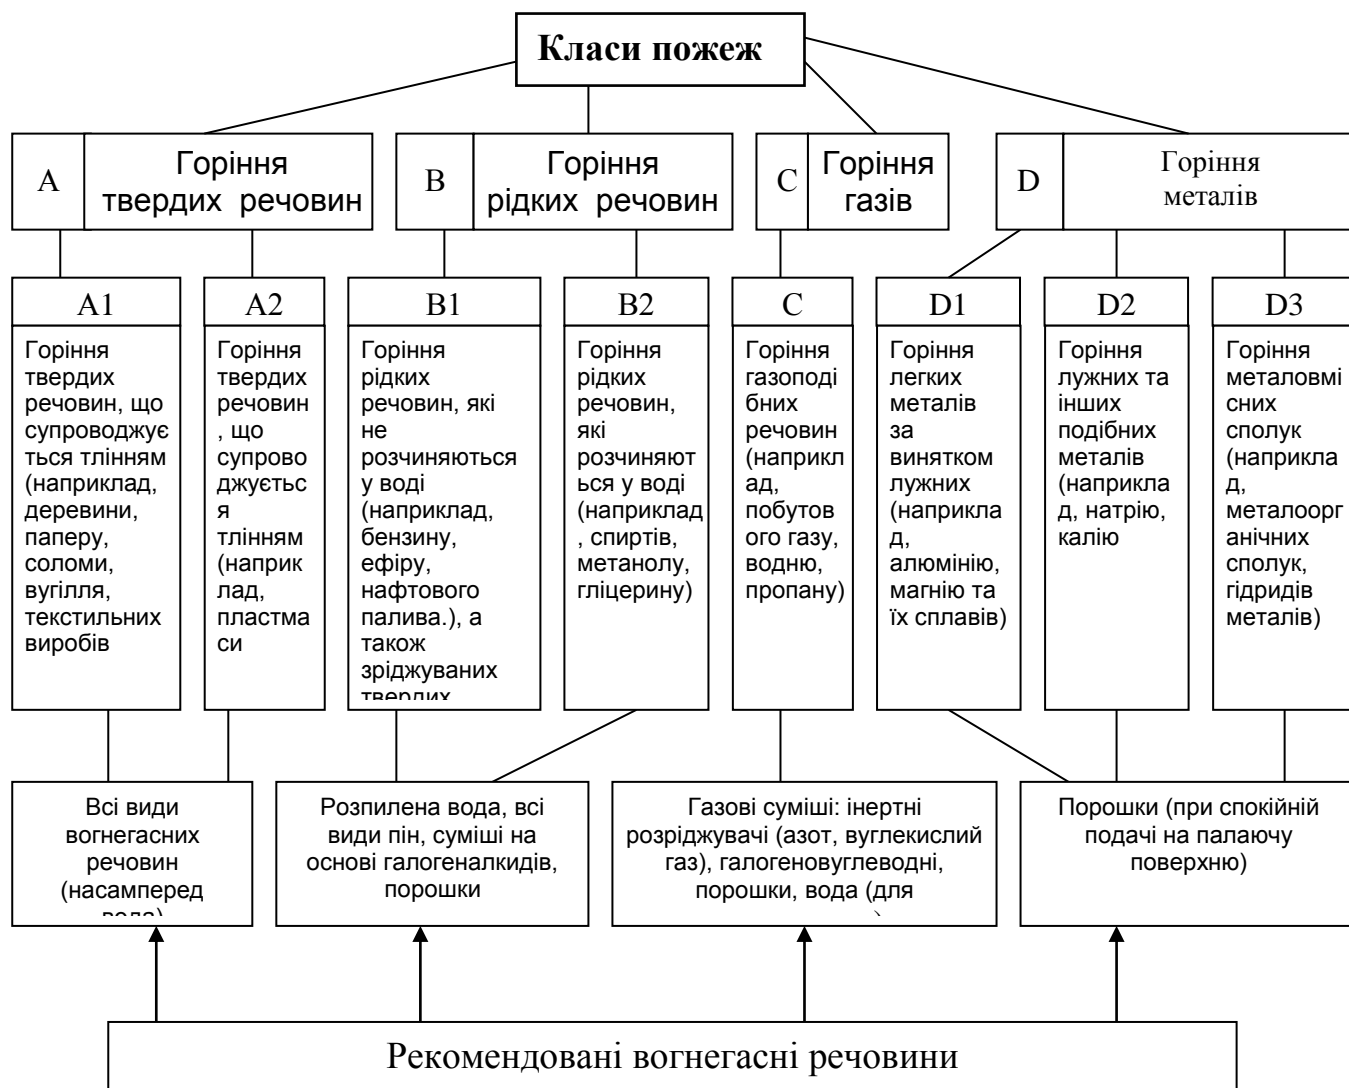 Класи пожеж
A
Горіння
твердих речовин
B
Горіння
рідких речовин
C
Горіння
газів
D
Горіння
металів
A1
Горіння
твердих
речовин, що
супроводжує
ться тлінням
(наприклад,
деревини,
паперу,
соломи,
вугілля,
текстильних
виробів
A2
Горіння
твердих
речовин
, що
супрово
джуєтьс
я
тлінням
(наприк
лад,
пластма
си
B1
Горіння
рідких
речовин, які
не
розчиняються
у воді
(наприклад,
бензину,
ефіру,
нафтового
палива.), а
також
зріджуваних
твердих
B2
Горіння
рідких
речовин,
які
розчиняют
ься у воді
(наприклад
, спиртів,
метанолу,
гліцерину)
C
Горіння
газоподі
бних
речовин
(наприкл
ад,
побутов
ого газу,
водню,
пропану)
D1
Горіння
легких
металів
за
винятком
лужних
(наприкла
д,
алюмінію,
магнію та
їх сплавів)
D2
Горіння
лужних та
інших
подібних
металів
(наприкла
д, натрію,
калію
D3
Горіння
металовмі
сних
сполук
(наприкла
д,
металоорг
анічних
сполук,
гідридів
металів)
Всі види
вогнегасних
речовин
(насамперед
вода)
Розпилена вода, всі
види пін, суміші на
основі галогеналкидів,
порошки
Газові суміші: інертні
розріджувачі (азот, вуглекислий
газ), галогеновуглеводні,
порошки, вода (для
Порошки (при спокійній
подачі на палаючу
поверхню)
Рекомендовані вогнегасні речовини